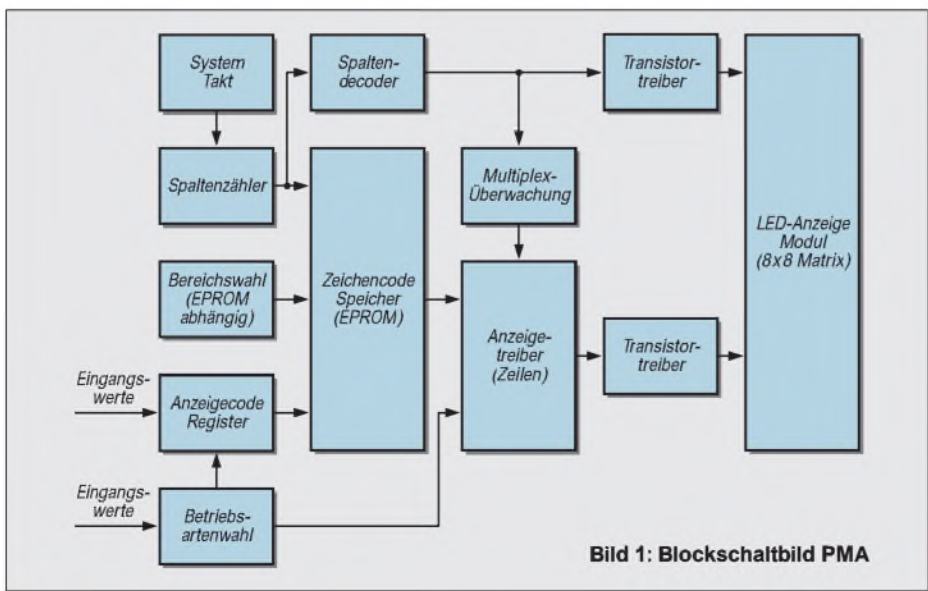 System
Takt
Spalten-
decoder
Transistor-
treiber
Spaltenzähler
Multiplex-
Überwachung
LED-Anzeige
Modul
(8x8 Matrix)
Bereichswahl
(EPROM
abhängig)
Zeichencode
Speicher
(EPROM)
Anzeige-
treiber
(Zeilen)
Transistor-
treiber
Eingangs-
werte
Anzeigecode
Register
Eingangs-
werte
Betriebs-
artenwahl
Bild 1: Blockschaltbild PMA